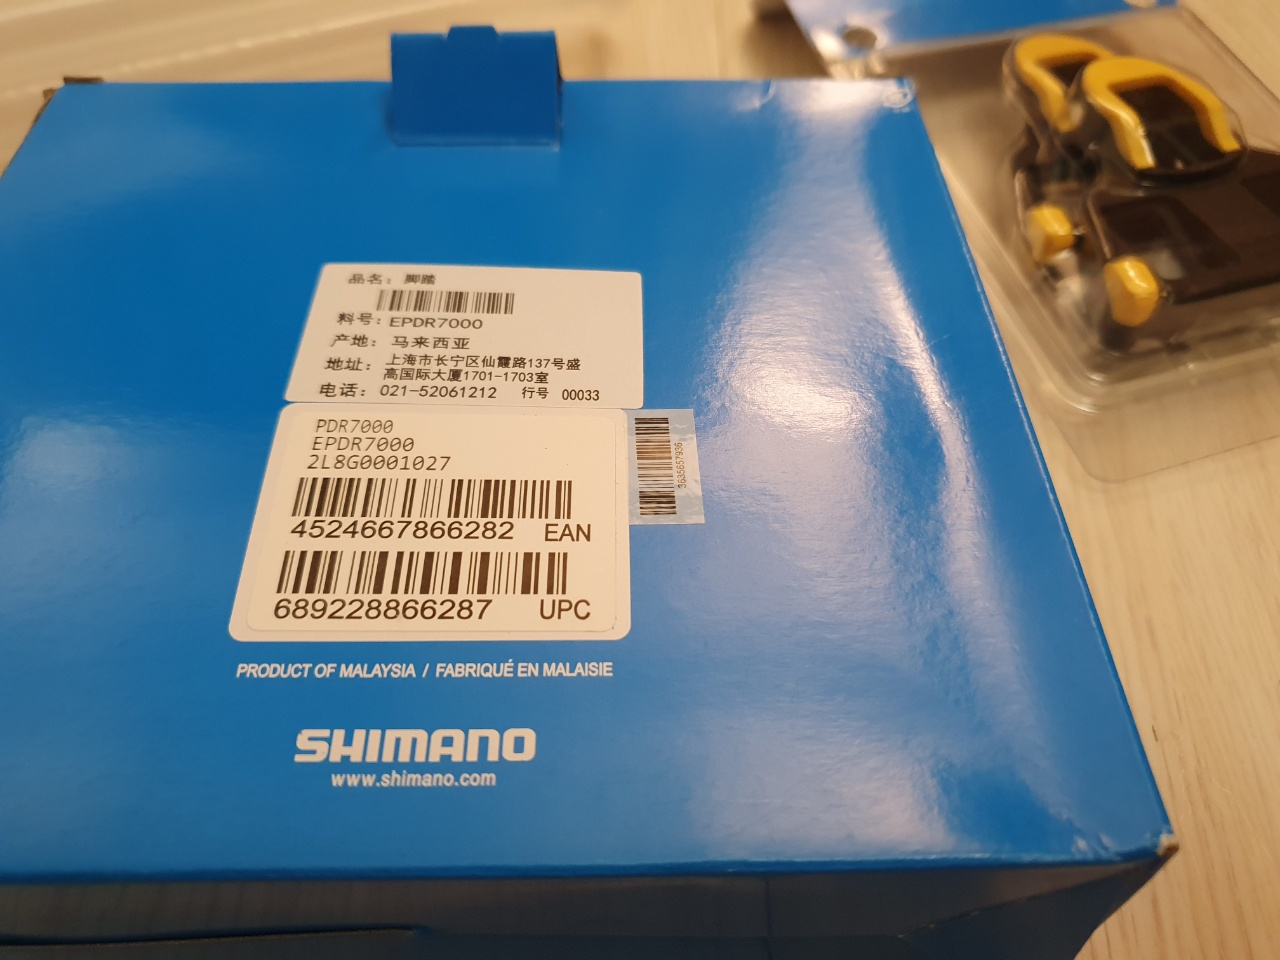 品名：脚踏
料号：EPDR7000
产地：马来西亚
地址：上海市长宁区仙霞路137号盛
高国际大厦1701-1703室
电话：021-52061212 行号 00033
PDR7000
EPDR7000
2L8G0001027
4524667866282 EAN
689228866287 UPC
3635657936
PRODUCT OF MALAYSIA / FABRIQUÉ EN MALAISIE
SHIMANO
www.shimano.com